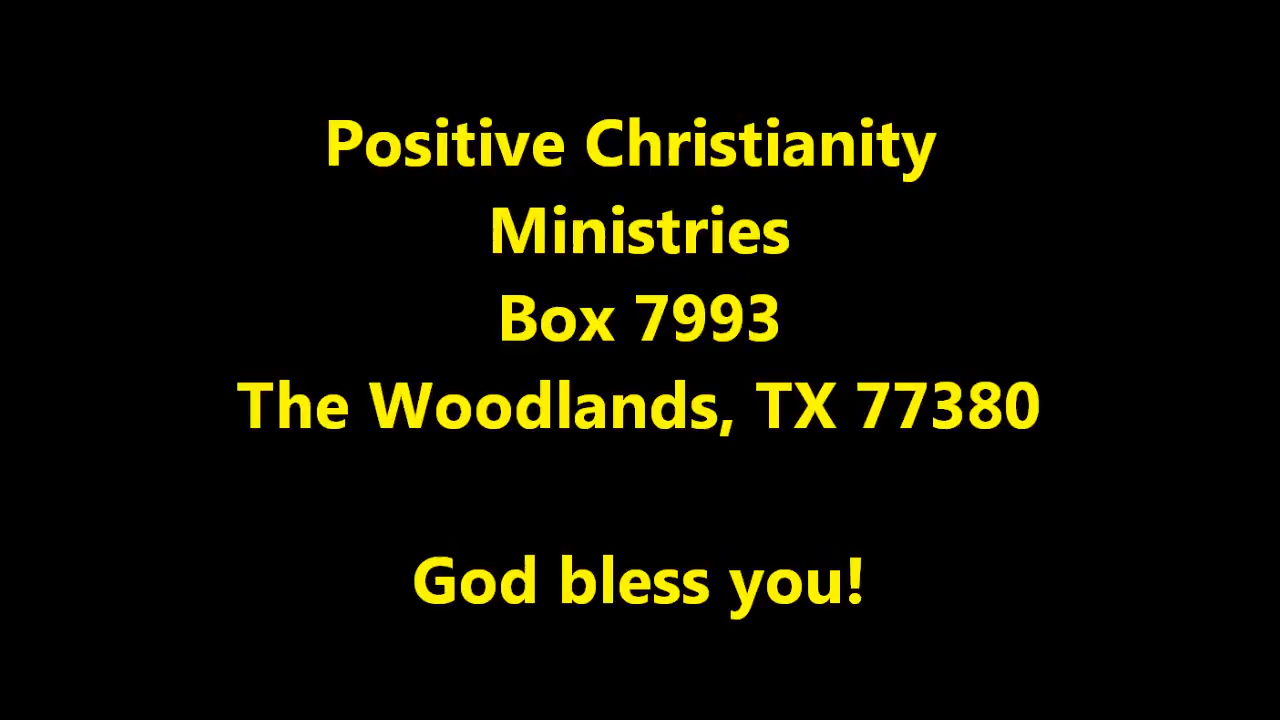 Positive Christianity
Ministries
Box 7993
The Woodlands, TX 77380
God bless you!